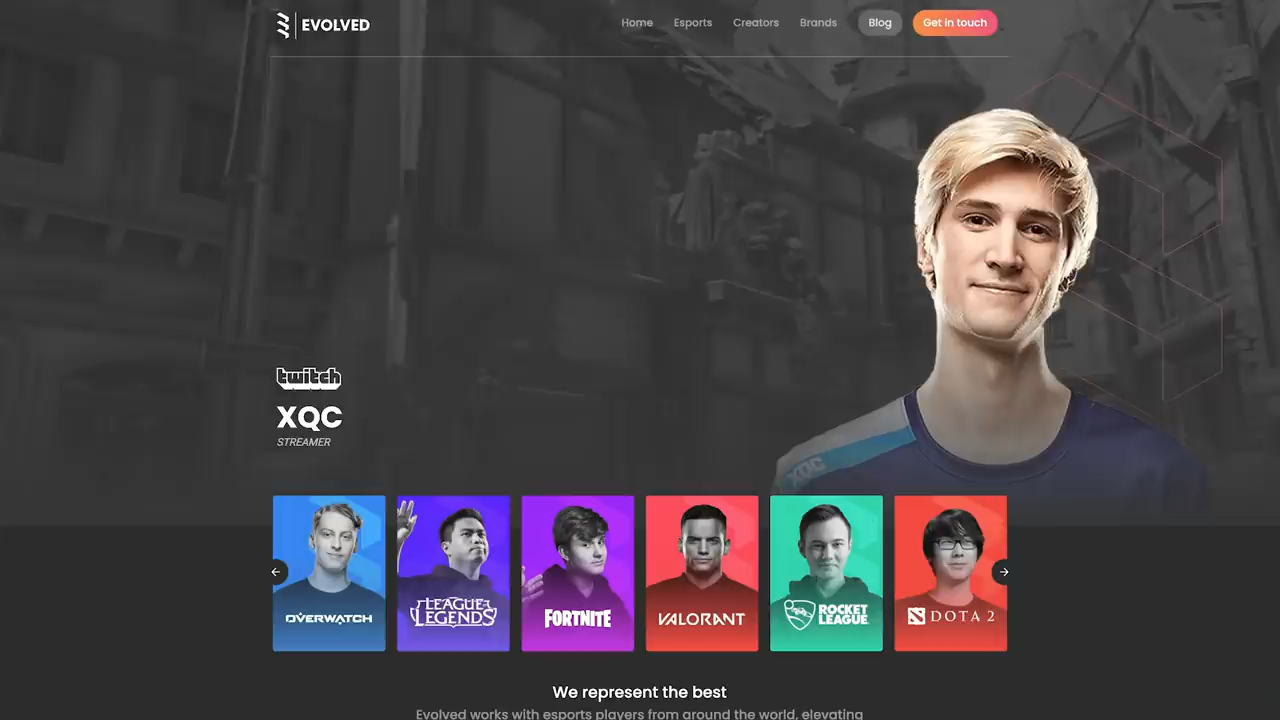 EVOLVED
Home
Esports
Creators
Brands
Blog
Get in touch
twitch
XQC
STREAMER
XQC
OVERWATCH
LEAGUE OF LEGENDS
FORTNITE
VALORANT
ROCKET
LEAGUE
DOTA 2
We represent the best
Evolved works with esports players from around the world, elevating